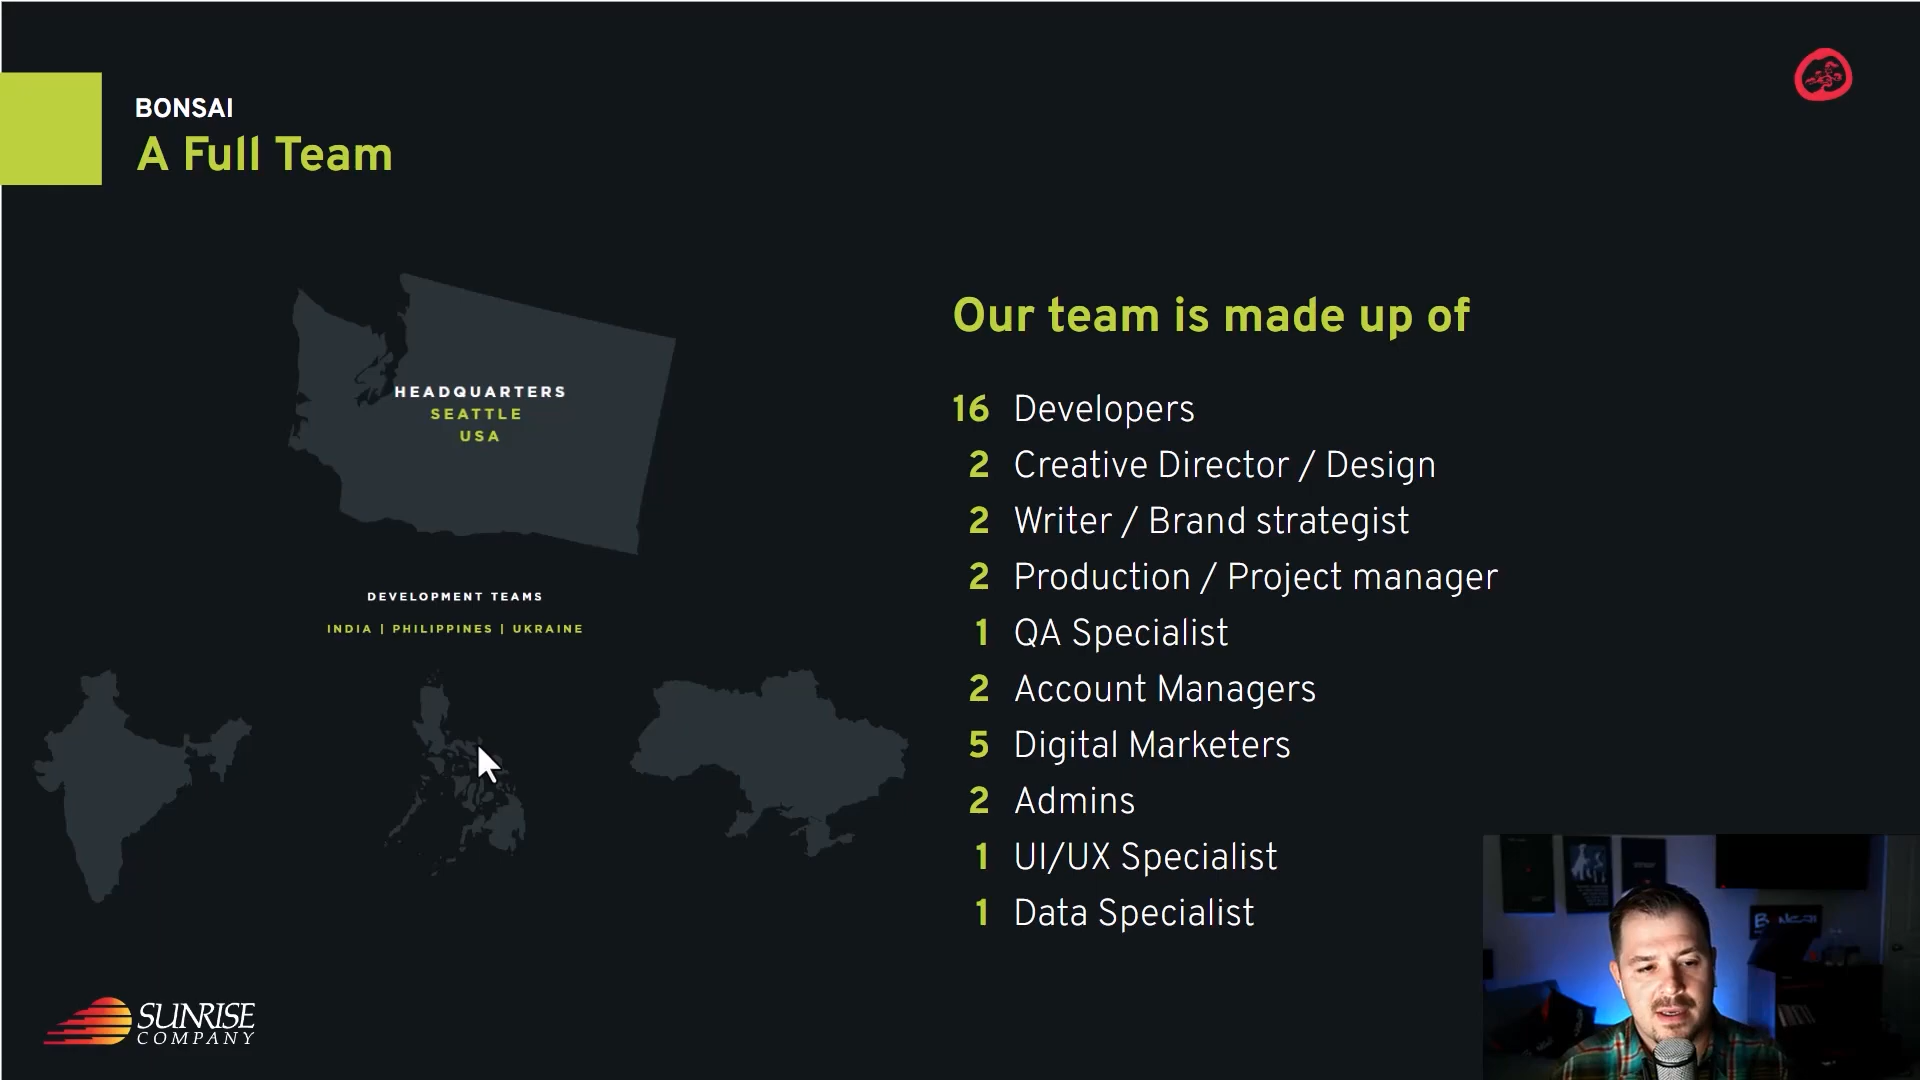 BONSAI
A Full Team
HEADQUARTERS
SEATTLE
USA
DEVELOPMENT TEAMS
INDIA | PHILIPPINES | UKRAINE
Our team is made up of
16 Developers
2 Creative Director / Design
2 Writer / Brand strategist
2 Production / Project manager
1 QA Specialist
2 Account Managers
5 Digital Marketers
2 Admins
1 UI/UX Specialist
1 Data Specialist
SUNRISE
COMPANY